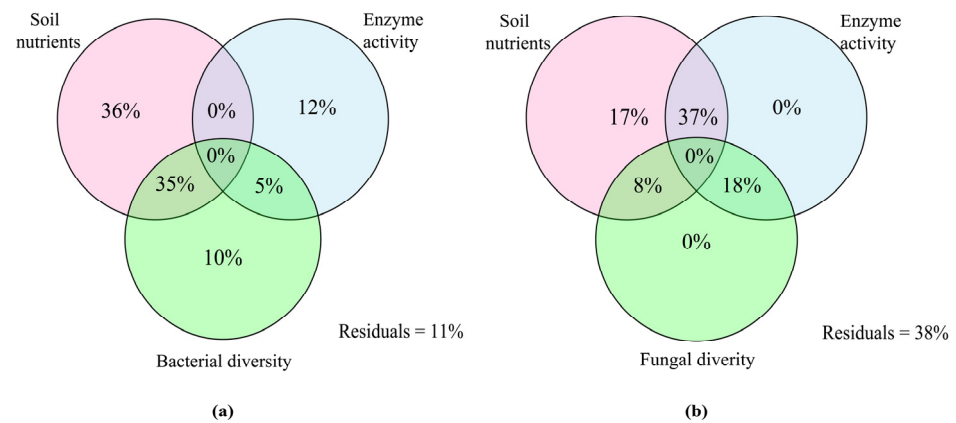 Soil
nutrients
Enzyme
activity
36%
0%
12%
0%
35%
5%
10%
Residuals = 11%
Bacterial diversity
(a)
Soil
nutrients
Enzyme
activity
17%
37%
0%
0%
8%
18%
0%
Residuals = 38%
Fungal diverity
(b)